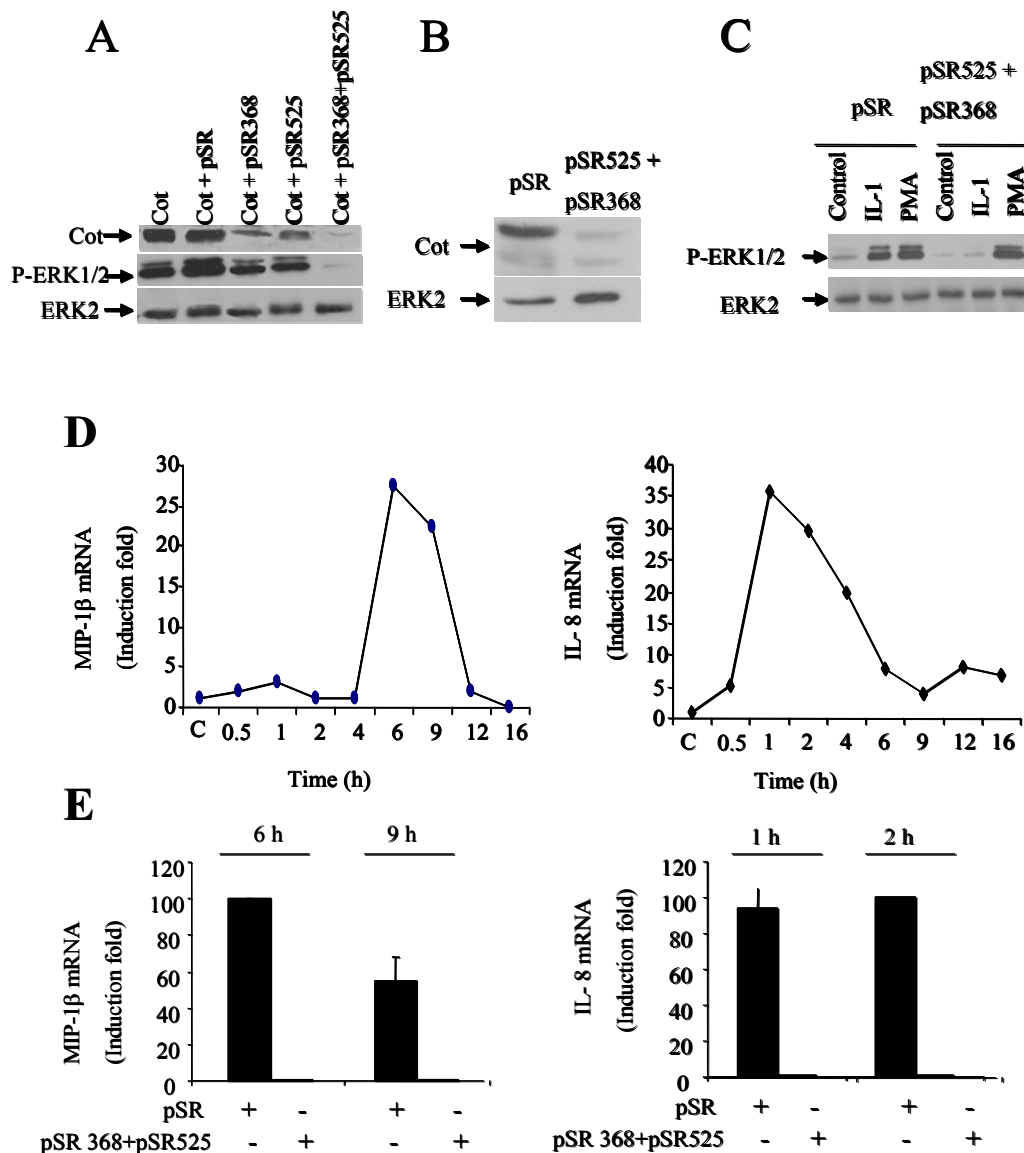 A
Cot
Cot + pSR
Cot + pSR368
Cot + pSR525
Cot + pSR368+pSR525
Cot
P-ERK1/2
ERK2
B
pSR
pSR525 +
pSR368
Cot
ERK2
C
pSR
pSR525 +
pSR368
Control
IL-1
PMA
Control
IL-1
PMA
P-ERK1/2
ERK2
D
MIP-1β mRNA
(Induction fold)
30
25
20
15
10
5
0
C 0.5 1 2 4 6 9 12 16
Time (h)
IL- 8 mRNA
(Induction fold)
40
35
30
25
20
15
10
5
0
C 0.5 1 2 4 6 9 12 16
Time (h)
E
6 h 9 h
MIP-1β mRNA
(Induction fold)
120
100
80
60
40
20
0
pSR + - + -
pSR 368+pSR525 - + - +
1 h 2 h
IL- 8 mRNA
(Induction fold)
120
100
80
60
40
20
0
pSR + - + -
pSR 368+pSR525 - + - +